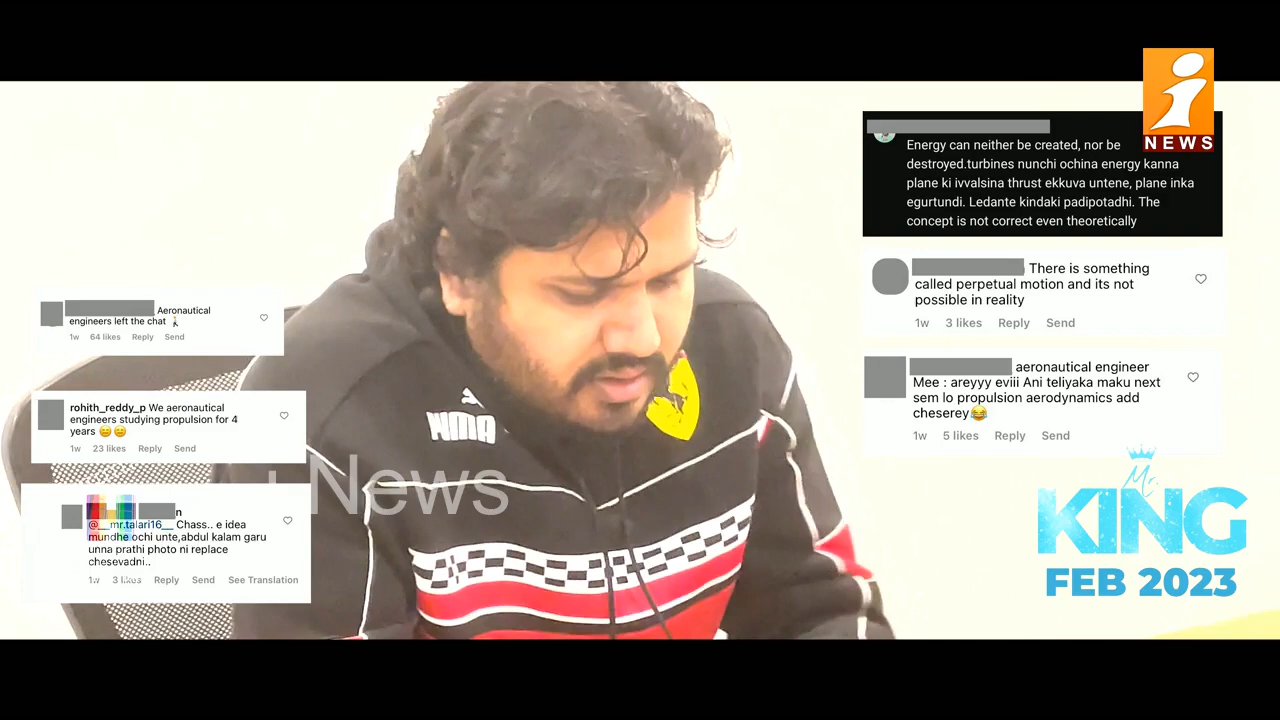 i
NEWS
Energy can neither be created, nor be
destroyed.turbines nunchi ochina energy kanna
plane ki ivvalsina thrust ekkuva untene, plane inka
egurtundi. Ledante kindaki padipotadhi. The
concept is not correct even theoretically
There is something
called perpetual motion and its not
possible in reality
1w 3 likes Reply Send
aeronautical engineer
Mee : areyyy eviii Ani teliyaka maku next
sem lo propulsion aerodynamics add
cheserey😂
1w 5 likes Reply Send
Aeronautical
engineers left the chat 🚶
1w 64 likes Reply Send
rohith_reddy_p We aeronautical
engineers studying propulsion for 4
years 😑😑
1w 23 likes Reply Send
n
@__mr.talari16__ Chass.. e idea
mundhe ochi unte,abdul kalam garu
unna prathi photo ni replace
chesevadni..
1w 3 likes Reply Send See Translation
News
Mr.
KING
FEB 2023